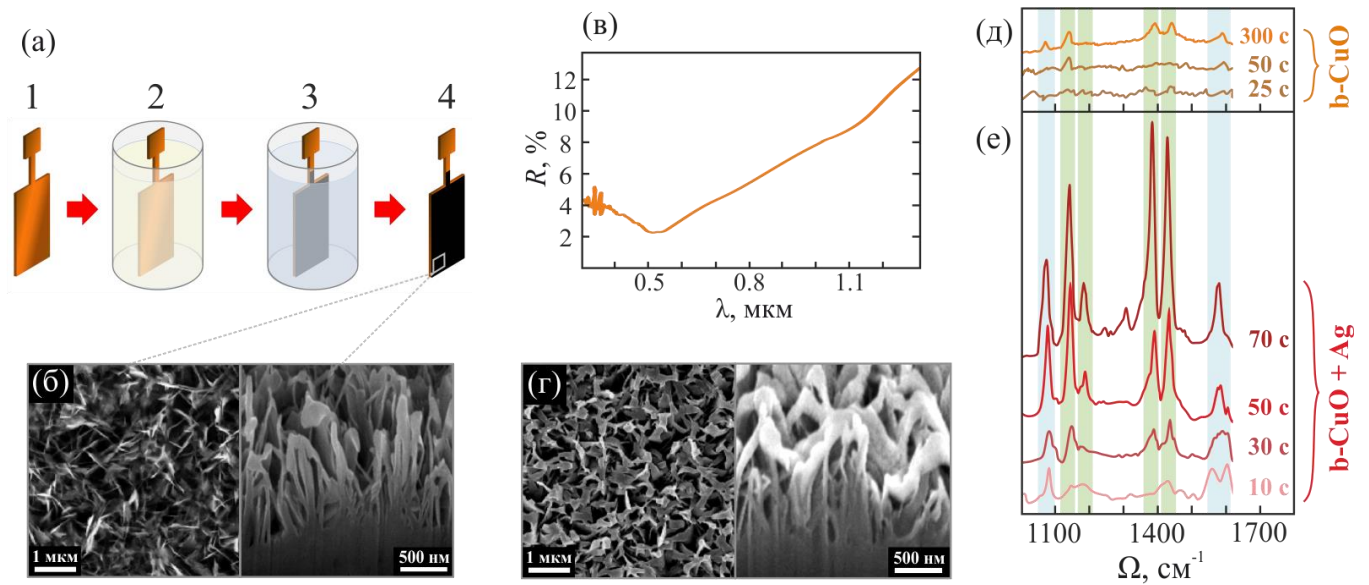 (а)
1
2
3
4
(б)
1 мкм
500 нм
(в)
R, %
12
10
8
6
4
2
0.5
0.8
1.1
λ, мкм
(г)
1 мкм
500 нм
(д)
300 с
50 с
25 с
b-CuO
(е)
70 с
50 с
30 с
10 с
b-CuO + Ag
1100
1400
1700
Ω, см⁻¹